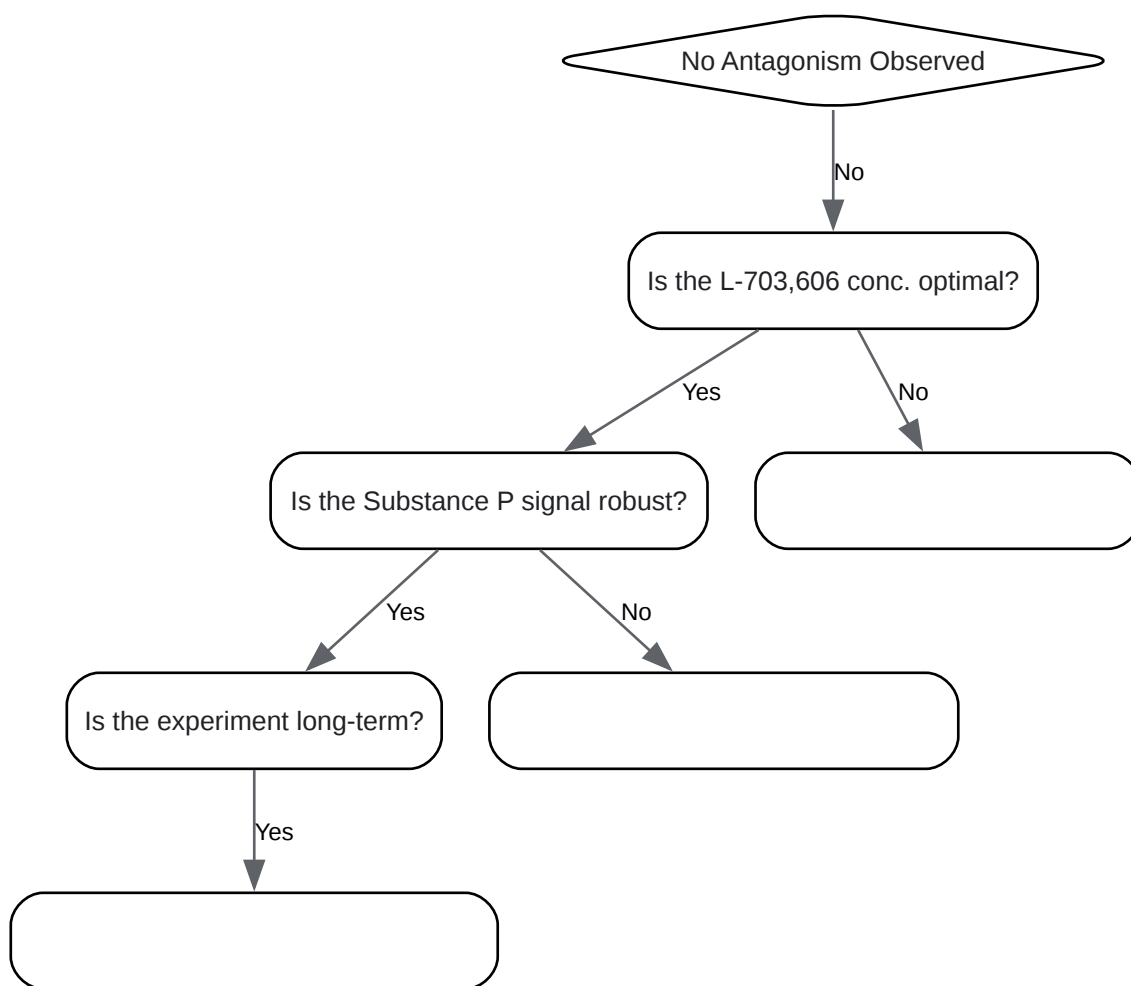 No Antagonism Observed
No
Is the L-703,606 conc. optimal?
Yes
No
Is the Substance P signal robust?
Yes
No
Is the experiment long-term?
Yes